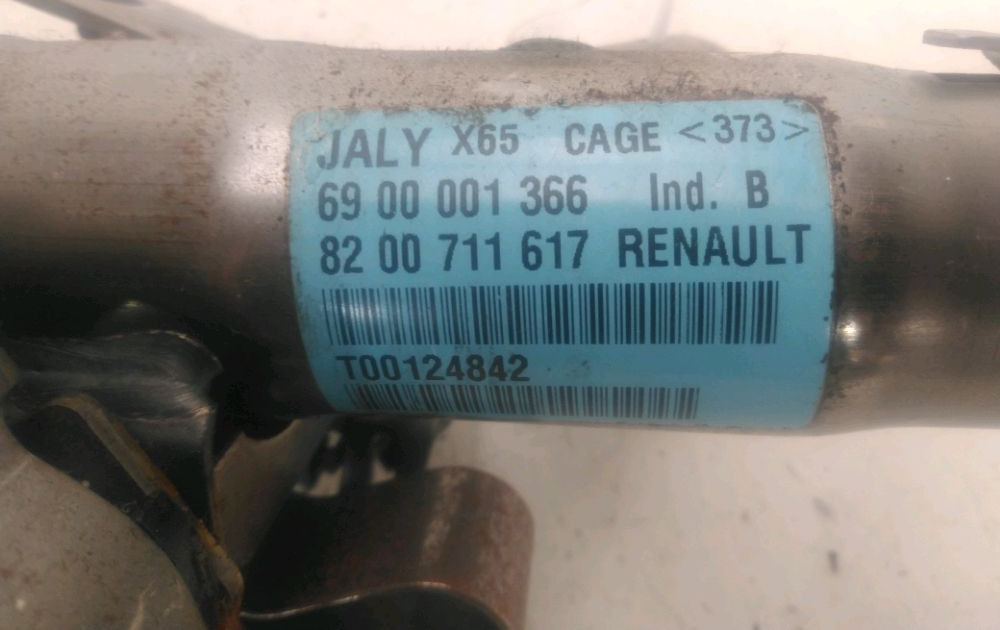 JALY X65 CAGE <373>
69 00 001 366 Ind. B
82 00 711 617 RENAULT
T00124842